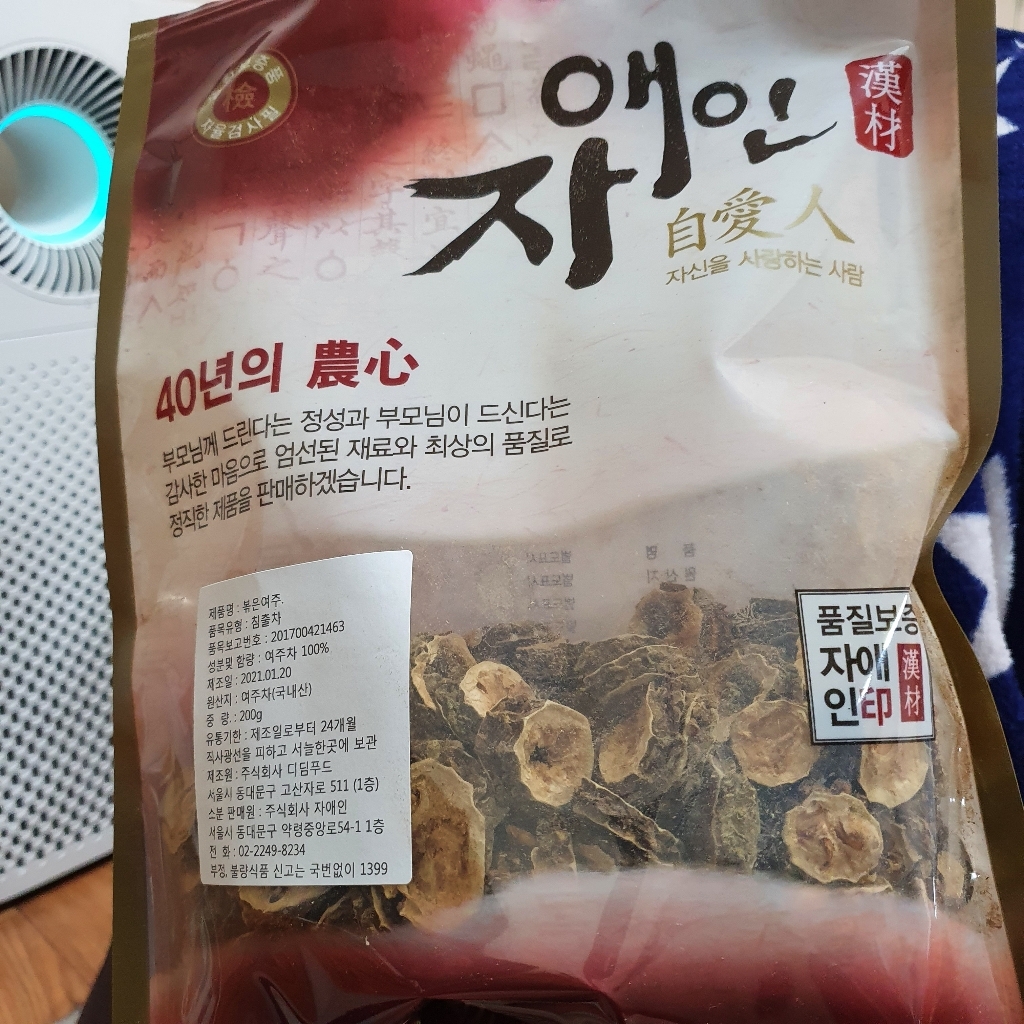 檢
자율검사필
자애인
漢材
自愛人
자신을 사랑하는 사람
40년의 農心
부모님께 드린다는 정성과 부모님이 드신다는
감사한 마음으로 엄선된 재료와 최상의 품질로
정직한 제품을 판매하겠습니다.
제품명 : 볶은여주.
품목유형 : 침출차
품목보고번호 : 201700421463
성분및 함량 : 여주차 100%
제조일 : 2021.01.20
원산지 : 여주차(국내산)
중 량 : 200g
유통기한 : 제조일로부터 24개월
직사광선을 피하고 서늘한곳에 보관
제조원 : 주식회사 디딤푸드
서울시 동대문구 고산자로 511 (1층)
소분 판매원 : 주식회사 자애인
서울시 동대문구 약령중앙로54-1 1층
전 화 : 02-2249-8234
부정, 불량식품 신고는 국번없이 1399
품질보증
자애
인印
漢材